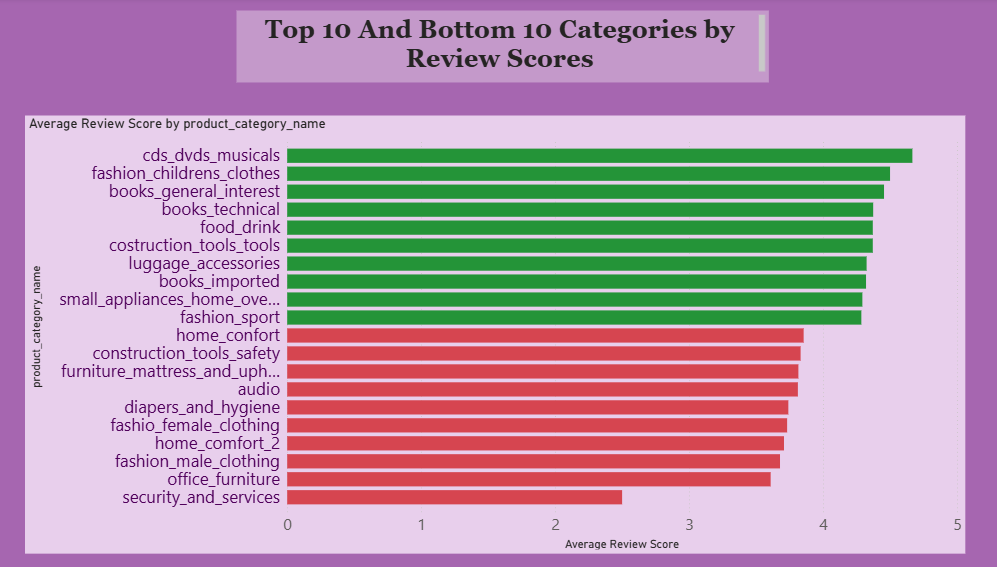 Top 10 And Bottom 10 Categories by
Review Scores
Average Review Score by product_category_name
product_category_name
cds_dvds_musicals
fashion_childrens_clothes
books_general_interest
books_technical
food_drink
costruction_tools_tools
luggage_accessories
books_imported
small_appliances_home_ove...
fashion_sport
home_confort
construction_tools_safety
furniture_mattress_and_uph...
audio
diapers_and_hygiene
fashio_female_clothing
home_comfort_2
fashion_male_clothing
office_furniture
security_and_services
0 1 2 3 4 5
Average Review Score